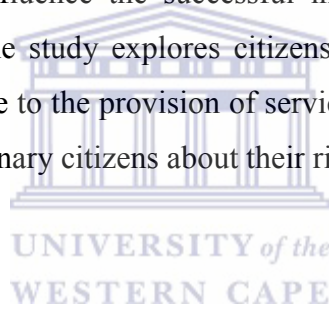 fluence the successful
e study explores citizens
e to the provision of servic
nary citizens about their ri
UNIVERSITY of the
WESTERN CAPE